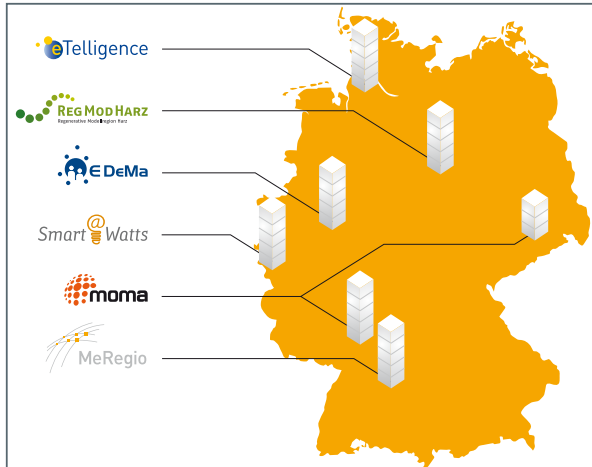 eTelligence
REGMODHARZ
Regenerative Modellregion Harz
E DeMa
Smart@Watts
moma
MeRegio